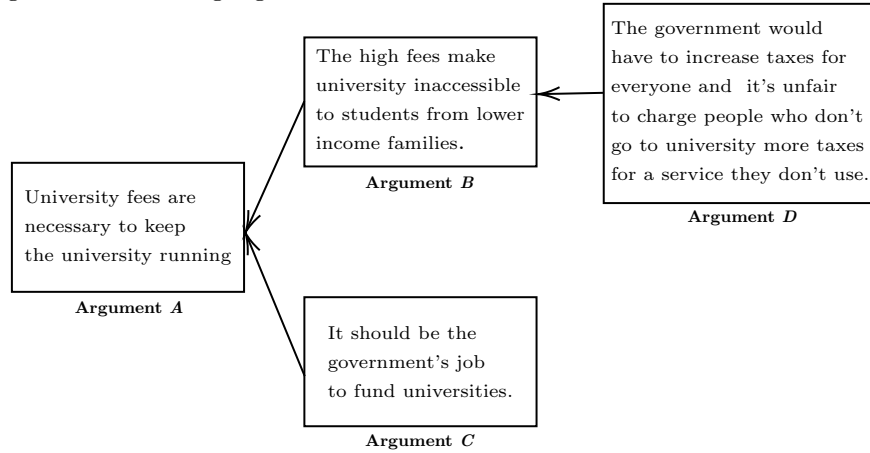 The government would
have to increase taxes for
everyone and it's unfair
to charge people who don't
go to university more taxes
for a service they don't use.
Argument D
The high fees make
university inaccessible
to students from lower
income families.
Argument B
University fees are
necessary to keep
the university running
Argument A
It should be the
government's job
to fund universities.
Argument C